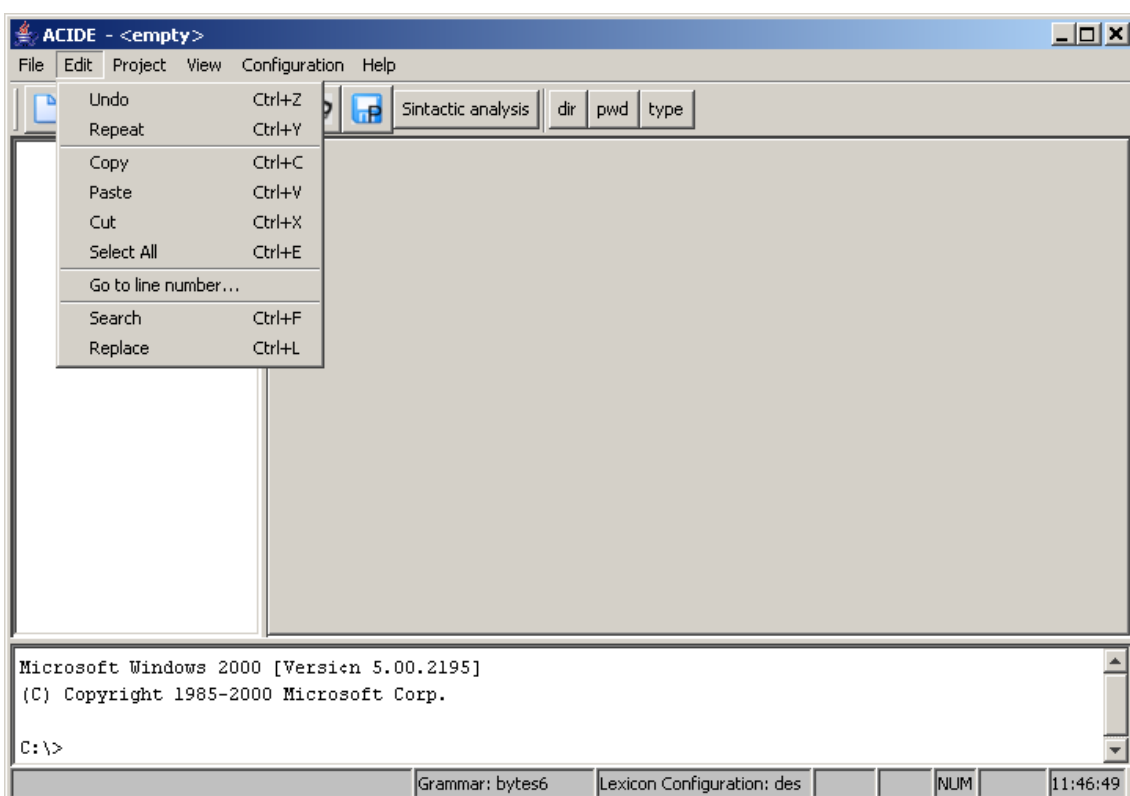 ACIDE - <empty>
File Edit Project View Configuration Help
Sintactic analysis dir pwd type
Undo Ctrl+Z
Repeat Ctrl+Y
Copy Ctrl+C
Paste Ctrl+V
Cut Ctrl+X
Select All Ctrl+E
Go to line number...
Search Ctrl+F
Replace Ctrl+L
Microsoft Windows 2000 [Versi¢n 5.00.2195]
(C) Copyright 1985-2000 Microsoft Corp.
C:\>
Grammar: bytes6 Lexicon Configuration: des NUM 11:46:49